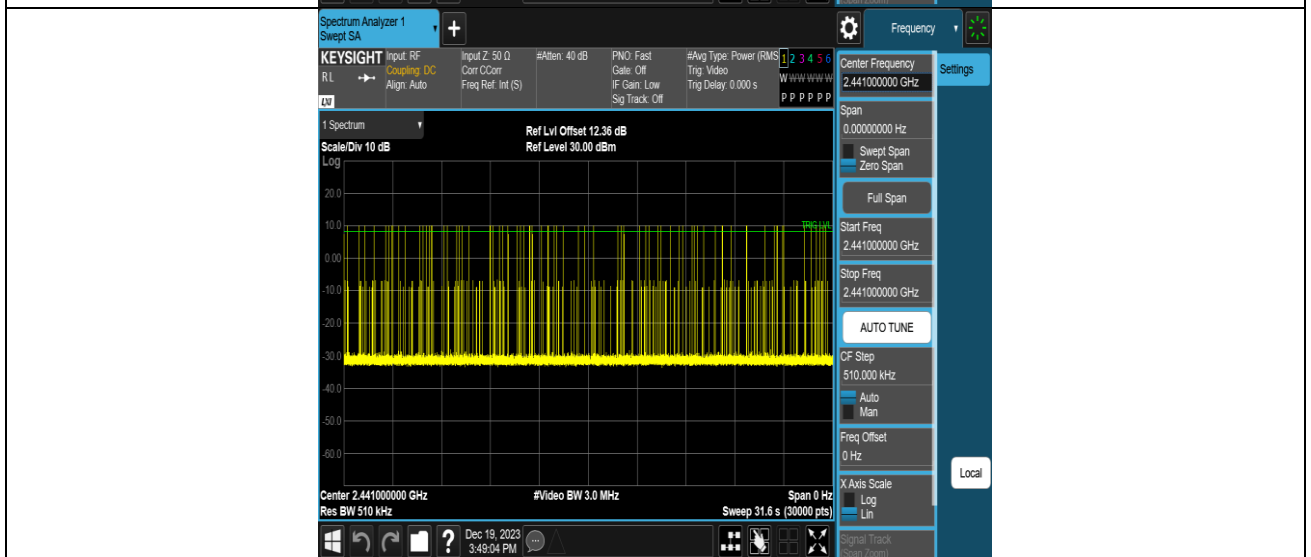 (Span Zoom)
Spectrum Analyzer 1
Swept SA
+
Frequency
KEYSIGHT
Input: RF
Input Z: 50 Ω
#Atten: 40 dB
PNO: Fast
#Avg Type: Power (RMS
1 2 3 4 5 6
RL
Coupling: DC
Corr CCorr
Gate: Off
Trig: Video
W W W W W W
Align: Auto
Freq Ref: Int (S)
IF Gain: Low
Trig Delay: 0.000 s
Sig Track: Off
P P P P P P
LXI
1 Spectrum
Ref Lvl Offset 12.36 dB
Scale/Div 10 dB
Ref Level 30.00 dBm
Log
20.0
10.0
TRIG LVL
0.00
-10.0
-20.0
-30.0
-40.0
-50.0
-60.0
Center 2.441000000 GHz
#Video BW 3.0 MHz
Span 0 Hz
Res BW 510 kHz
Sweep 31.6 s (30000 pts)
?
Dec 19, 2023
3:49:04 PM
Center Frequency
2.441000000 GHz
Settings
Span
0.00000000 Hz
Swept Span
Zero Span
Full Span
Start Freq
2.441000000 GHz
Stop Freq
2.441000000 GHz
AUTO TUNE
CF Step
510.000 kHz
Auto
Man
Freq Offset
0 Hz
Local
X Axis Scale
Log
Lin
Signal Track
(Span Zoom)